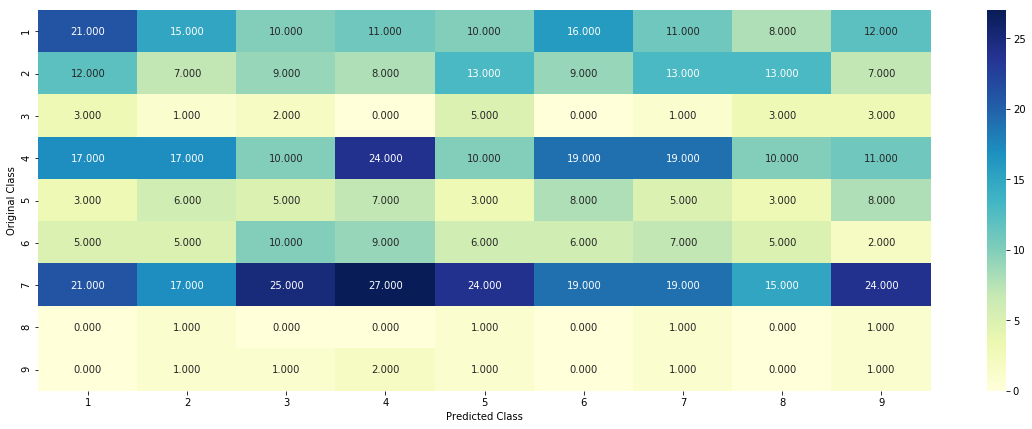 1 21.000 15.000 10.000 11.000 10.000 16.000 11.000 8.000 12.000
2 12.000 7.000 9.000 8.000 13.000 9.000 13.000 13.000 7.000
3 3.000 1.000 2.000 0.000 5.000 0.000 1.000 3.000 3.000
4 17.000 17.000 10.000 24.000 10.000 19.000 19.000 10.000 11.000
5 3.000 6.000 5.000 7.000 3.000 8.000 5.000 3.000 8.000
6 5.000 5.000 10.000 9.000 6.000 6.000 7.000 5.000 2.000
7 21.000 17.000 25.000 27.000 24.000 19.000 19.000 15.000 24.000
8 0.000 1.000 0.000 0.000 1.000 0.000 1.000 0.000 1.000
9 0.000 1.000 1.000 2.000 1.000 0.000 1.000 0.000 1.000
1 2 3 4 5 6 7 8 9
Predicted Class
Original Class
25
20
15
10
5
0